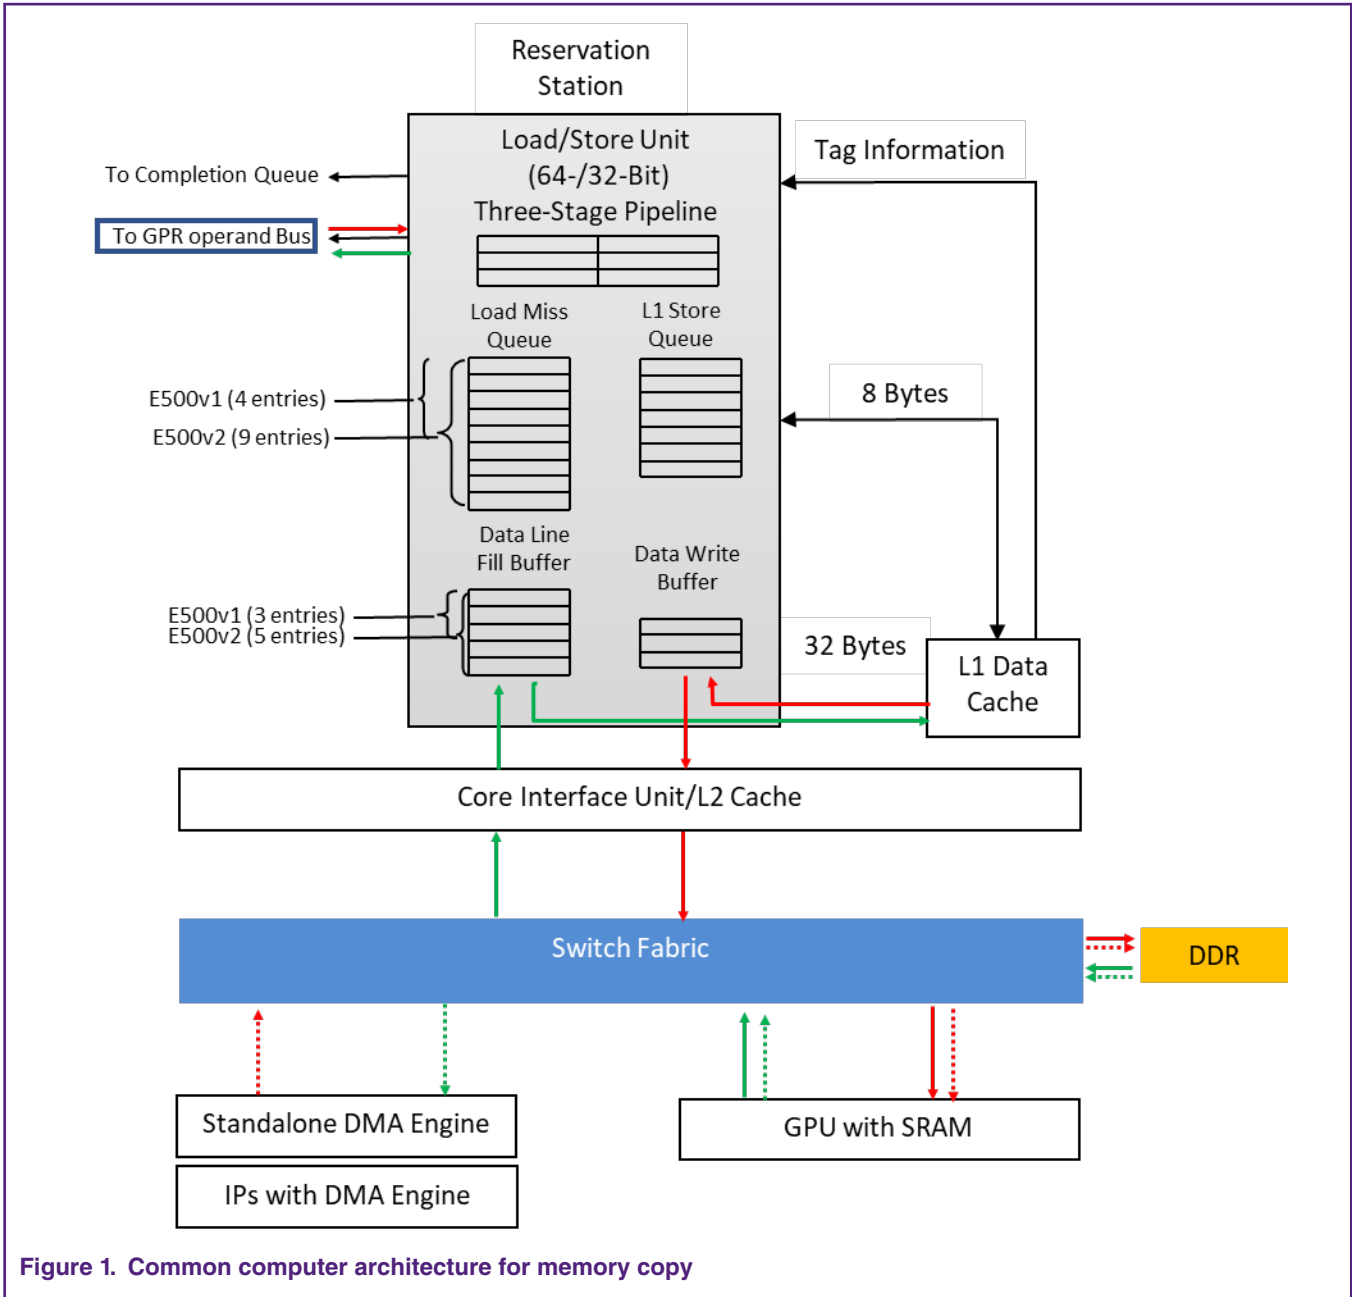 Reservation
Station
Load/Store Unit
(64-/32-Bit)
Three-Stage Pipeline
Tag Information
To Completion Queue
To GPR operand Bus
Load Miss
Queue
L1 Store
Queue
8 Bytes
E500v1 (4 entries)
E500v2 (9 entries)
Data Line
Fill Buffer
Data Write
Buffer
E500v1 (3 entries)
E500v2 (5 entries)
32 Bytes
L1 Data
Cache
Core Interface Unit/L2 Cache
Switch Fabric
DDR
Standalone DMA Engine
GPU with SRAM
IPs with DMA Engine
Figure 1. Common computer architecture for memory copy